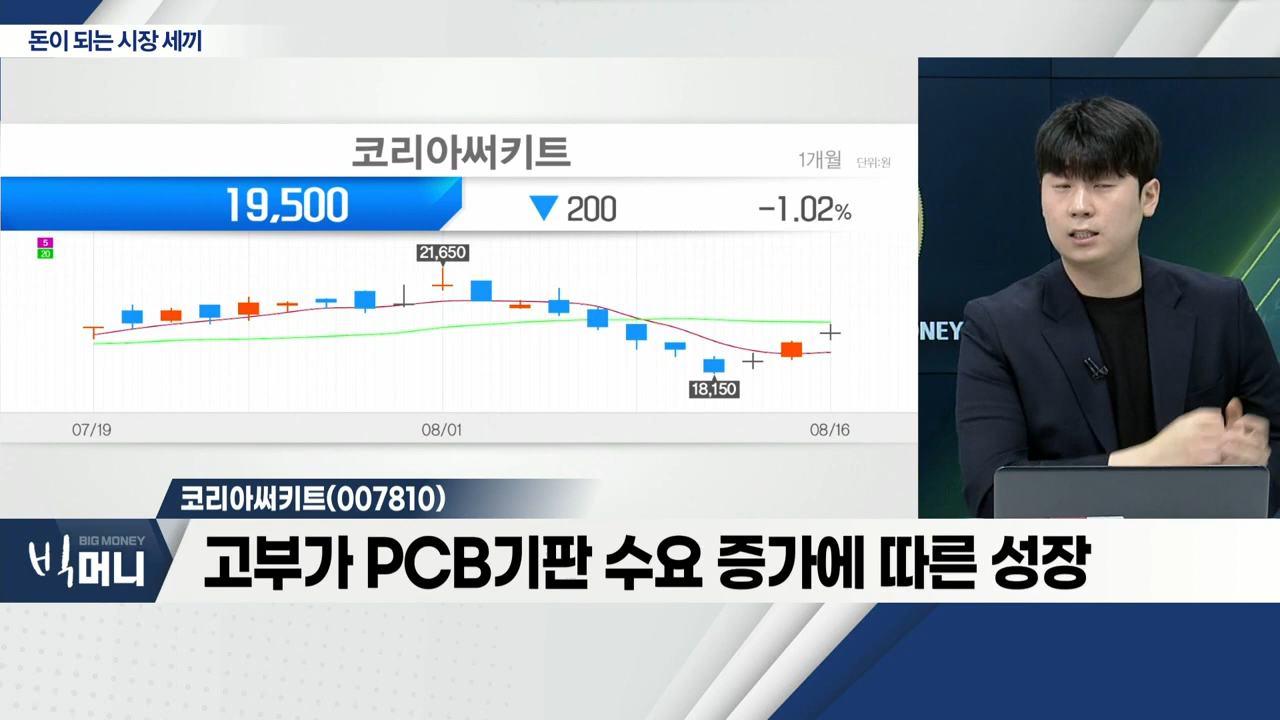 돈이 되는 시장 세끼
코리아써키트
1개월 단위:원
19,500 ▼ 200 -1.02%
5
20
21,650
18,150
07/19 08/01 08/16
NEY
코리아써키트(007810)
BIG MONEY
빅머니
고부가 PCB기판 수요 증가에 따른 성장